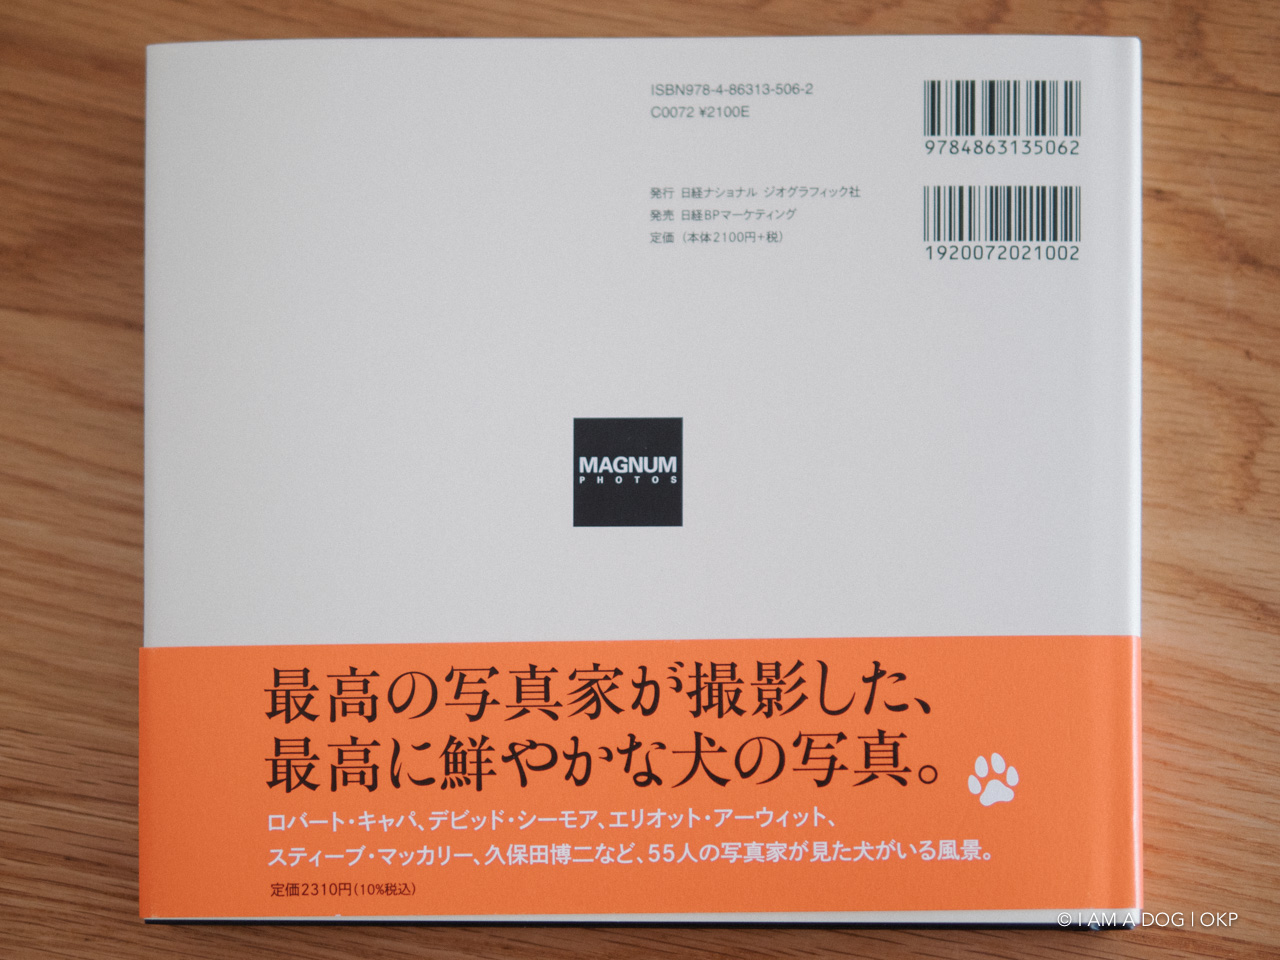 ISBN978-4-86313-506-2
C0072 ¥2100E
9784863135062
発行 日経ナショナル ジオグラフィック社
発売 日経BPマーケティング
定価 (本体2100円+税)
1920072021002
MAGNUM
PHOTOS
最高の写真家が撮影した、
最高に鮮やかな犬の写真。
ロバート・キャパ、デビッド・シーモア、エリオット・アーウィット、
スティーブ・マッカリー、久保田博二など、55人の写真家が見た犬がいる風景。
定価2310円(10%税込)
© I AM A DOG | OKP